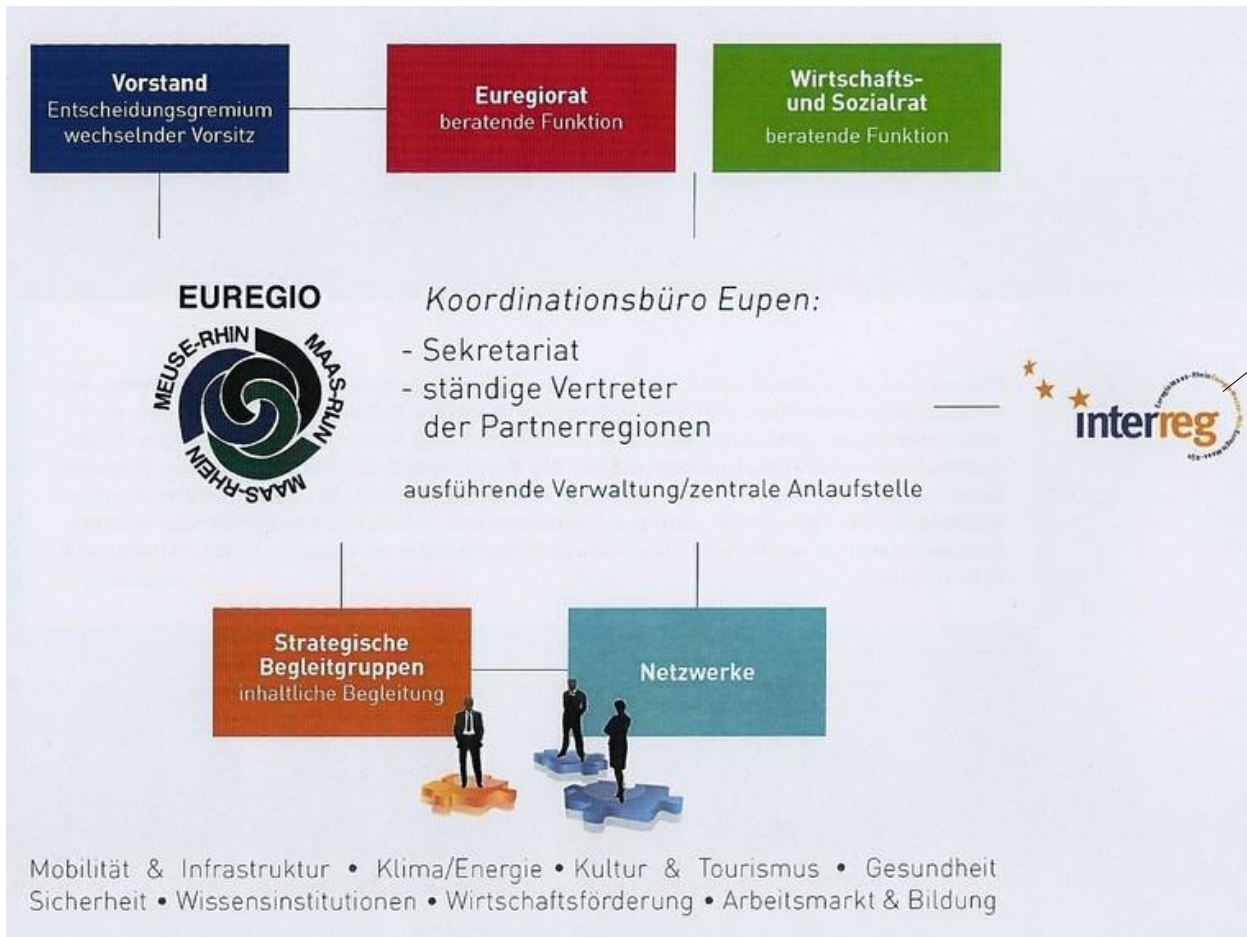 Vorstand
Entscheidungsgremium
wechselnder Vorsitz
Euregiorat
beratende Funktion
Wirtschafts-
und Sozialrat
beratende Funktion
EUREGIO
MEUSE-RHIN
MAAS-RIJN
MAAS-RHEIN
Koordinationsbüro Eupen:
- Sekretariat
- ständige Vertreter
der Partnerregionen
ausführende Verwaltung/zentrale Anlaufstelle
interreg
Strategische
Begleitgruppen
inhaltliche Begleitung
Netzwerke
Mobilität & Infrastruktur • Klima/Energie • Kultur & Tourismus • Gesundheit
Sicherheit • Wissensinstitutionen • Wirtschaftsförderung • Arbeitsmarkt & Bildung